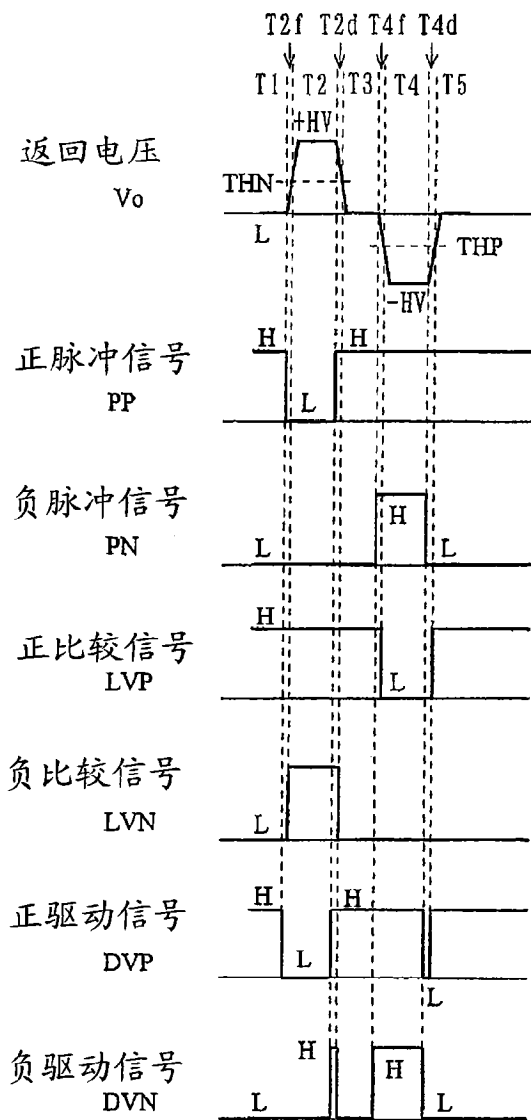 T2f T2d T4f T4d
T1 T2 T3 T4 T5
+HV
返回电压
Vo
THN
L
THP
-HV
正脉冲信号
PP
H
H
L
负脉冲信号
PN
H
L
L
正比较信号
LVP
H
L
负比较信号
LVN
L
正驱动信号
DVP
H
H
L
L
负驱动信号
DVN
H
H
L
L